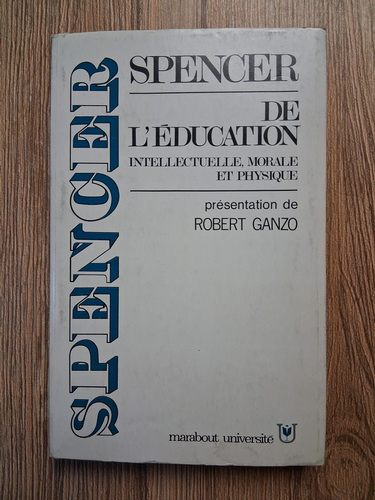 SPENCER
SPENCER
DE
L'ÉDUCATION
INTELLECTUELLE, MORALE
ET PHYSIQUE
présentation de
ROBERT GANZO
marabout université